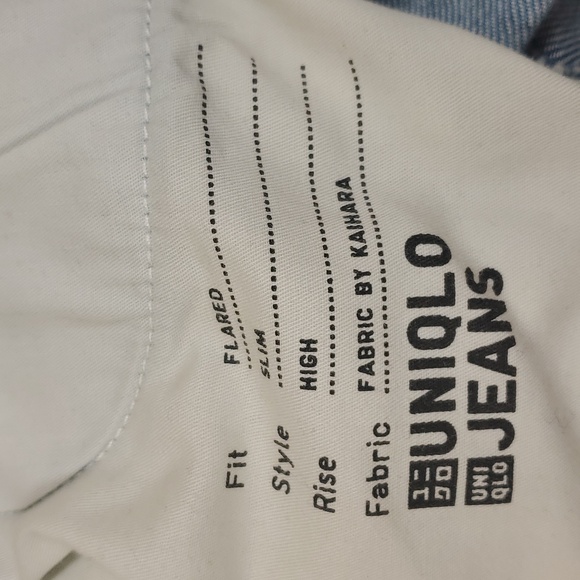 Fit FLARED
Style SLIM
Rise HIGH
Fabric FABRIC BY KAIHARA
ユニ
クロ
UNIQLO
UNI
QLO
JEANS